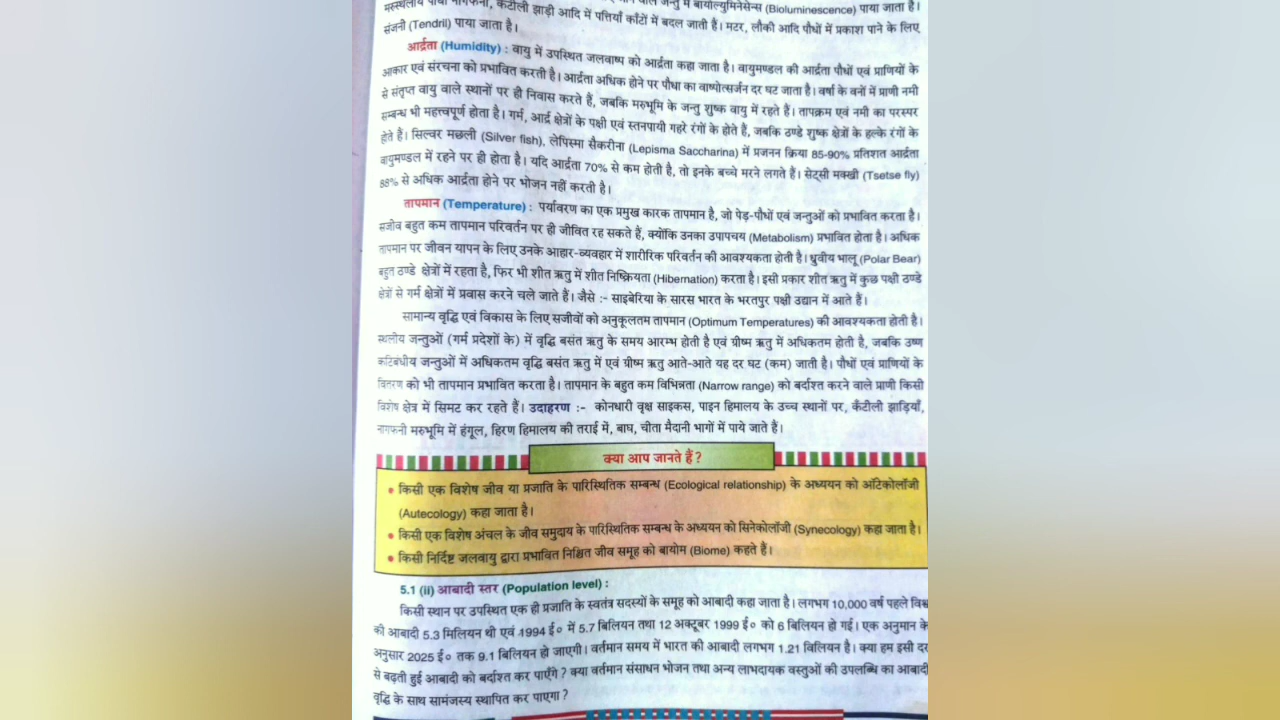 मरुस्थलीय पौधा नागफनी, कँटीली झाड़ी आदि में पत्तियाँ काँटों में बदल जाती हैं। मटर, लौकी आदि पौधों में प्रकाश पाने के लिए
वाले जन्तु में बायोल्युमिनेसेन्स (Bioluminescence) पाया जाता है।
संजनी (Tendril) पाया जाता है।
आर्द्रता (Humidity) : वायु में उपस्थित जलवाष्प को आर्द्रता कहा जाता है। वायुमण्डल की आर्द्रता पौधों एवं प्राणियों के
आकार एवं संरचना को प्रभावित करती है। आर्द्रता अधिक होने पर पौधा का वाष्पोत्सर्जन दर घट जाता है। वर्षा के वनों में प्राणी नमी
से संतृप्त वायु वाले स्थानों पर ही निवास करते हैं, जबकि मरुभूमि के जन्तु शुष्क वायु में रहते हैं। तापक्रम एवं नमी का परस्पर
सम्बन्ध भी महत्त्वपूर्ण होता है। गर्म, आर्द्र क्षेत्रों के पक्षी एवं स्तनपायी गहरे रंगों के होते है, जबकि ठण्डे शुष्क क्षेत्रों के हल्के रंगों के
होते हैं। सिल्वर मछली (Silver fish), लेपिस्मा सैकरीना (Lepisma Saccharina) में प्रजनन क्रिया 85-90% प्रतिशत आर्द्रता
वायुमण्डल में रहने पर ही होता है। यदि आर्द्रता 70% से कम होती है, तो इनके बच्चे मरने लगते हैं। सेट्सी मक्खी (Tsetse fly)
88% से अधिक आर्द्रता होने पर भोजन नहीं करती है।
तापमान (Temperature) : पर्यावरण का एक प्रमुख कारक तापमान है, जो पेड़-पौधों एवं जन्तुओं को प्रभावित करता है।
सजीव बहुत कम तापमान परिवर्तन पर ही जीवित रह सकते हैं, क्योंकि उनका उपापचय (Metabolism) प्रभावित होता है। अधिक
तापमान पर जीवन यापन के लिए उनके आहार-व्यवहार में शारीरिक परिवर्तन की आवश्यकता होती है। ध्रुवीय भालू (Polar Bear)
बहुत ठण्डे क्षेत्रों में रहता है, फिर भी शीत ऋतु में शीत निष्क्रियता (Hibernation) करता है। इसी प्रकार शीत ऋतु में कुछ पक्षी ठण्डे
क्षेत्रों से गर्म क्षेत्रों में प्रवास करने चले जाते हैं। जैसे :- साइबेरिया के सारस भारत के भरतपुर पक्षी उद्यान में आते हैं।
सामान्य वृद्धि एवं विकास के लिए सजीवों को अनुकूलतम तापमान (Optimum Temperatures) की आवश्यकता होती है।
स्थलीय जन्तुओं (गर्म प्रदेशों के) में वृद्धि बसंत ऋतु के समय आरम्भ होती है एवं ग्रीष्म ऋतु में अधिकतम होती है, जबकि उष्ण
कटिबंधीय जन्तुओं में अधिकतम वृद्धि बसंत ऋतु में एवं ग्रीष्म ऋतु आते-आते यह दर घट (कम) जाती है। पौधों एवं प्राणियों के
वितरण को भी तापमान प्रभावित करता है। तापमान के बहुत कम विभिन्नता (Narrow range) को बर्दाश्त करने वाले प्राणी किसी
विशेष क्षेत्र में सिमट कर रहते हैं। उदाहरण :- कोनधारी वृक्ष साइकस, पाइन हिमालय के उच्च स्थानों पर, कँटीली झाड़ियाँ,
नागफनी मरुभूमि में हंगूल, हिरण हिमालय की तराई में, बाघ, चीता मैदानी भागों में पाये जाते हैं।
क्या आप जानते हैं?
• किसी एक विशेष जीव या प्रजाति के पारिस्थितिक सम्बन्ध (Ecological relationship) के अध्ययन को ऑटेकोलॉजी
(Autecology) कहा जाता है।
• किसी एक विशेष अंचल के जीव समुदाय के पारिस्थितिक सम्बन्ध के अध्ययन को सिनेकोलॉजी (Synecology) कहा जाता है।
• किसी निर्दिष्ट जलवायु द्वारा प्रभावित निश्चित जीव समूह को बायोम (Biome) कहते हैं।
5.1 (ii) आबादी स्तर (Population level) :
किसी स्थान पर उपस्थित एक ही प्रजाति के स्वतंत्र सदस्यों के समूह को आबादी कहा जाता है। लगभग 10,000 वर्ष पहले विश्व
की आबादी 5.3 मिलियन थी एवं 1994 ई० में 5.7 बिलियन तथा 12 अक्टूबर 1999 ई० को 6 बिलियन हो गई। एक अनुमान के
अनुसार 2025 ई० तक 9.1 बिलियन हो जाएगी। वर्तमान समय में भारत की आबादी लगभग 1.21 विलियन है। क्या हम इसी दर
से बढ़ती हुई आबादी को बर्दाश्त कर पाएँगे? क्या वर्तमान संसाधन भोजन तथा अन्य लाभदायक वस्तुओं की उपलब्धि का आबादी
वृद्धि के साथ सामंजस्य स्थापित कर पाएगा?